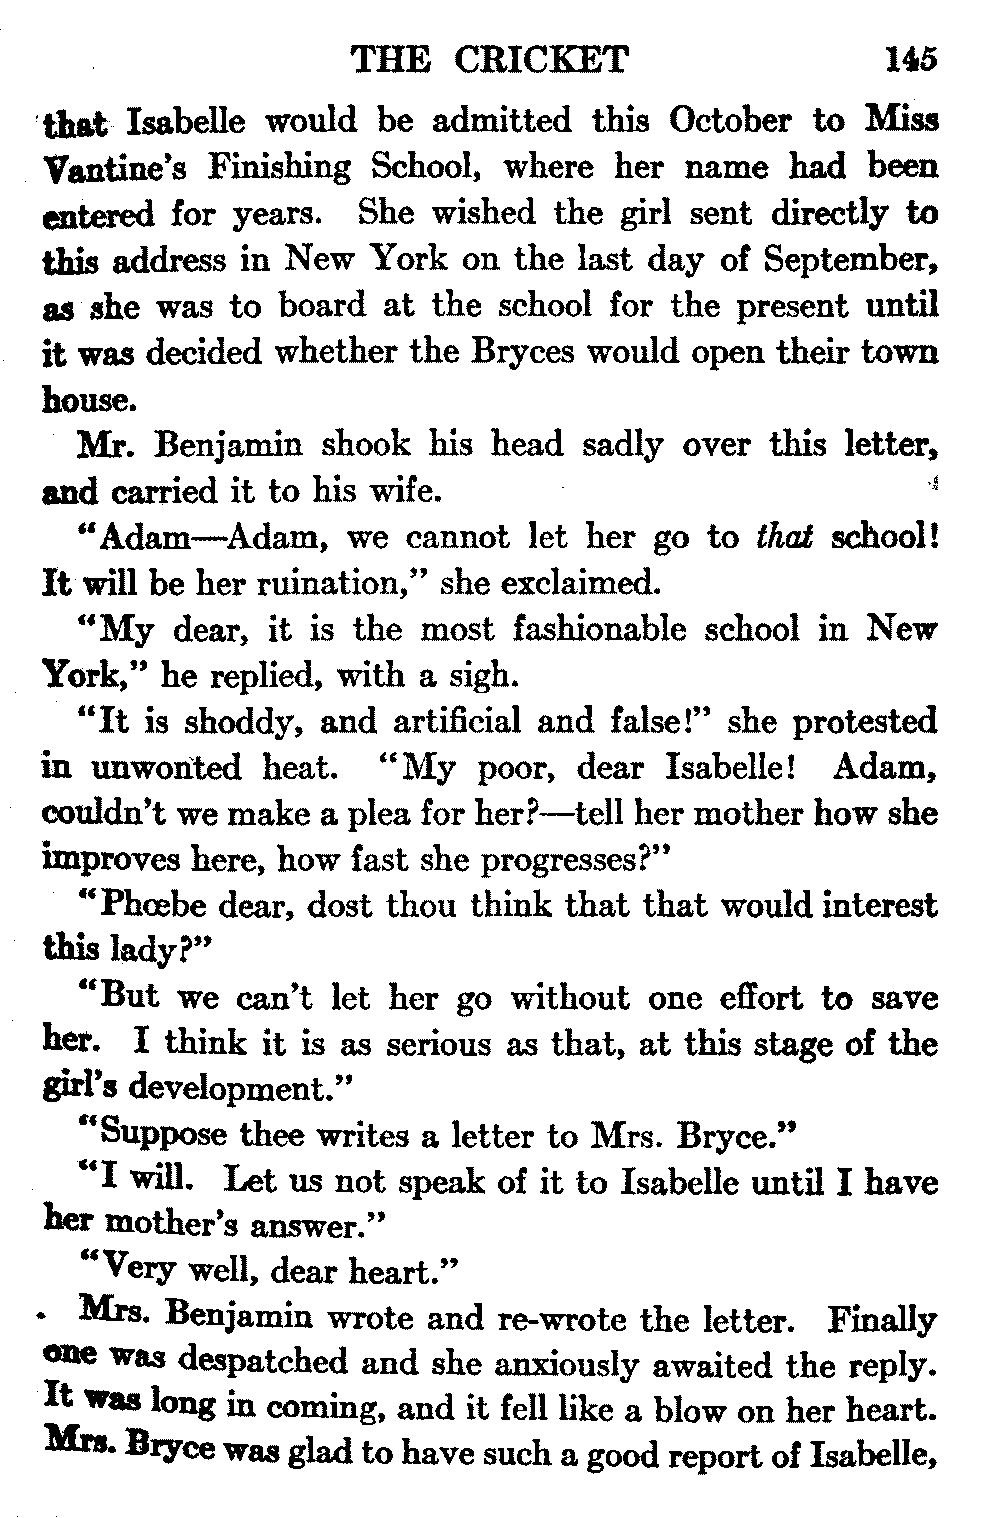 THE CRICKET 145
that Isabelle would be admitted this October to Miss
Vantine's Finishing School, where her name had been
entered for years. She wished the girl sent directly to
this address in New York on the last day of September,
as she was to board at the school for the present until
it was decided whether the Bryces would open their town
house.
Mr. Benjamin shook his head sadly over this letter,
and carried it to his wife.
"Adam—Adam, we cannot let her go to that school!
It will be her ruination," she exclaimed.
"My dear, it is the most fashionable school in New
York," he replied, with a sigh.
"It is shoddy, and artificial and false!" she protested
in unwonted heat. "My poor, dear Isabelle! Adam,
couldn't we make a plea for her?—tell her mother how she
improves here, how fast she progresses?"
"Phœbe dear, dost thou think that that would interest
this lady?"
"But we can't let her go without one effort to save
her. I think it is as serious as that, at this stage of the
girl's development."
"Suppose thee writes a letter to Mrs. Bryce."
"I will. Let us not speak of it to Isabelle until I have
her mother's answer."
"Very well, dear heart."
Mrs. Benjamin wrote and re-wrote the letter. Finally
one was despatched and she anxiously awaited the reply.
It was long in coming, and it fell like a blow on her heart.
Mrs. Bryce was glad to have such a good report of Isabelle,